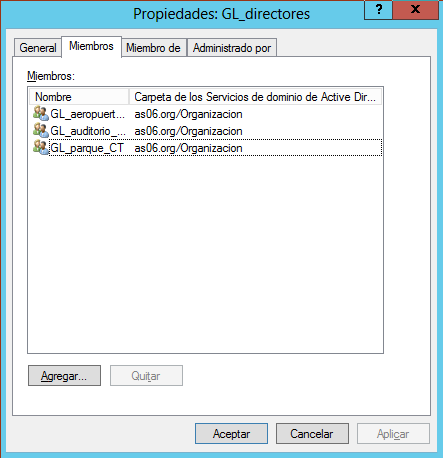 Propiedades: GL_directores
?
x
General Miembros Miembro de Administrado por
Miembros:
Nombre Carpeta de los Servicios de dominio de Active Dir...
GL_aeropuert... as06.org/Organizacion
GL_auditorio_... as06.org/Organizacion
GL_parque_CT as06.org/Organizacion
Agregar... Quitar
Aceptar Cancelar Aplicar